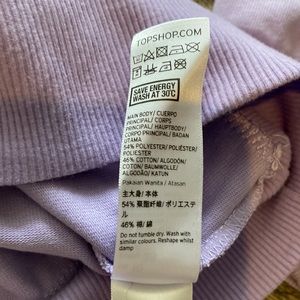 TOPSHOP.COM
SAVE ENERGY
WASH AT 30°C
MAIN BODY/ CUERPO
PRINCIPAL/ CORPS
PRINCIPAL/ HAUPTBODY/
CORPO PRINCIPAL/ BADAN
UTAMA
54% POLYESTER/ POLIÉSTER/
POLIESTER
46% COTTON/ ALGODÓN/
COTON/ BAUMWOLLE/
ALGODÃO/ KATUN
Pakaian Wanita / Atasan
主大身/ 本体
54% 聚酯纤维/ ポリエステ
ル
46% 棉/ 綿
Do not tumble dry. Wash with
similar colours. Reshape whilst
damp